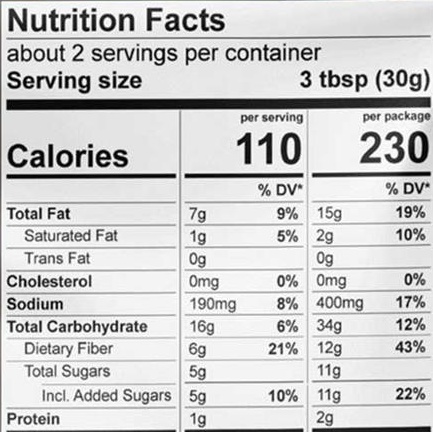 Nutrition Facts
about 2 servings per container
Serving size 3 tbsp (30g)
per serving per package
Calories 110 230
% DV* % DV*
Total Fat 7g 9% 15g 19%
Saturated Fat 1g 5% 2g 10%
Trans Fat 0g 0g
Cholesterol 0mg 0% 0mg 0%
Sodium 190mg 8% 400mg 17%
Total Carbohydrate 16g 6% 34g 12%
Dietary Fiber 6g 21% 12g 43%
Total Sugars 5g 11g
Incl. Added Sugars 5g 10% 11g 22%
Protein 1g 2g